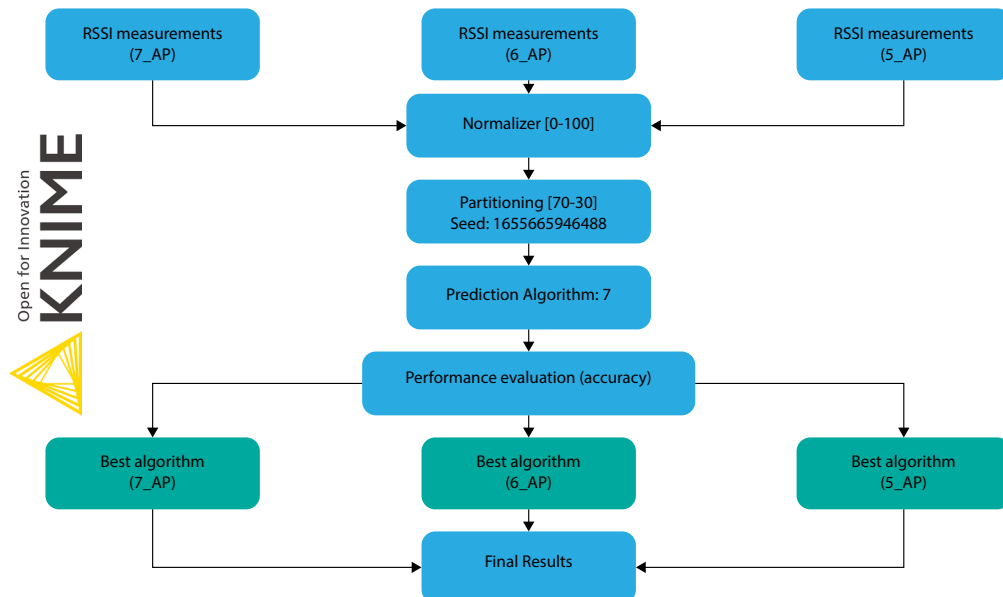 RSSI measurements
(7_AP)
RSSI measurements
(6_AP)
RSSI measurements
(5_AP)
Normalizer [0-100]
Open for Innovation
KNIME
Partitioning [70-30]
Seed: 1655665946488
Prediction Algorithm: 7
Performance evaluation (accuracy)
Best algorithm
(7_AP)
Best algorithm
(6_AP)
Best algorithm
(5_AP)
Final Results